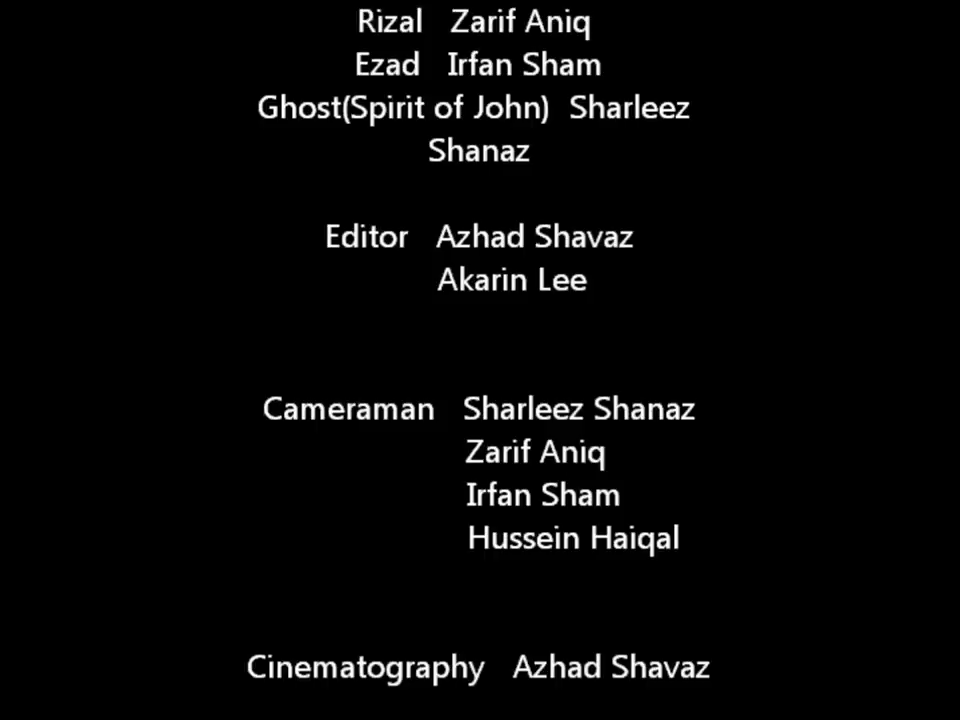 Rizal Zarif Aniq
Ezad Irfan Sham
Ghost(Spirit of John) Sharleez
Shanaz
Editor Azhad Shavaz
Akarin Lee
Cameraman Sharleez Shanaz
Zarif Aniq
Irfan Sham
Hussein Haiqal
Cinematography Azhad Shavaz